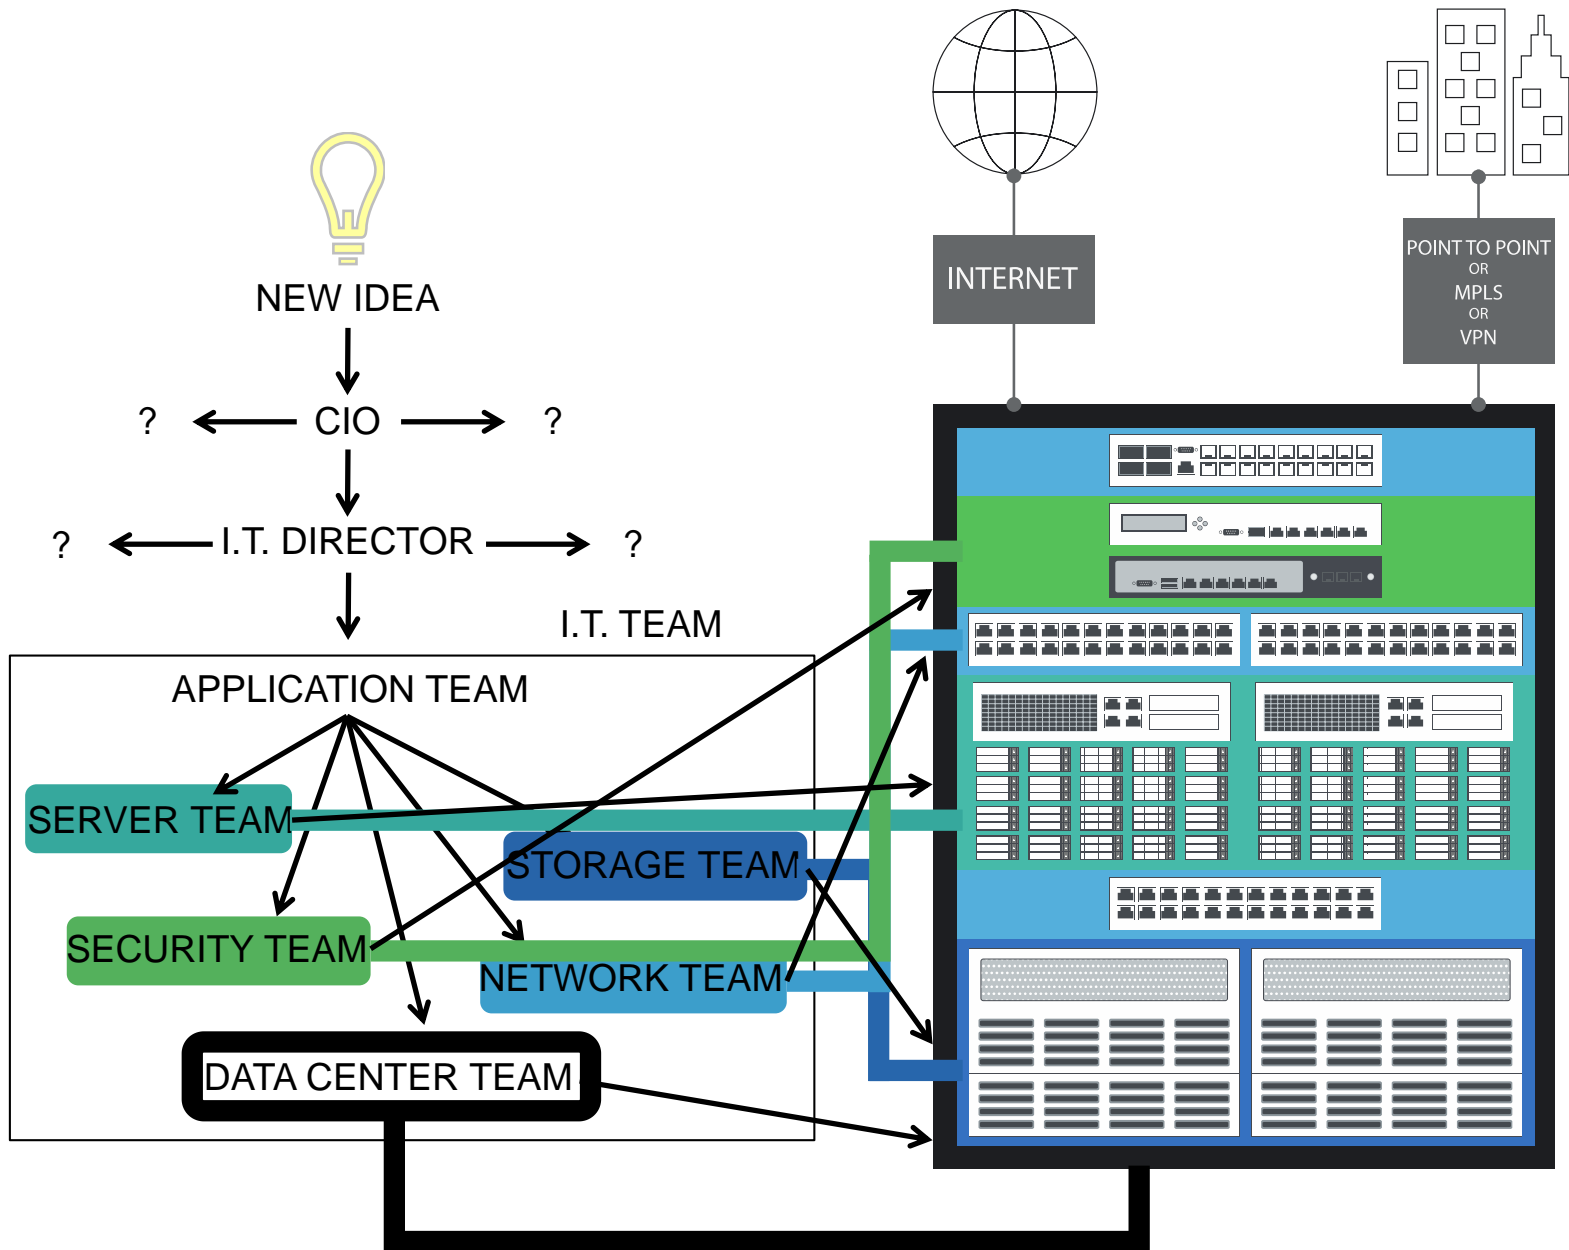 NEW IDEA
? CIO ?
? I.T. DIRECTOR ?
I.T. TEAM
APPLICATION TEAM
SERVER TEAM
STORAGE TEAM
SECURITY TEAM
NETWORK TEAM
DATA CENTER TEAM
INTERNET
POINT TO POINT
OR
MPLS
OR
VPN